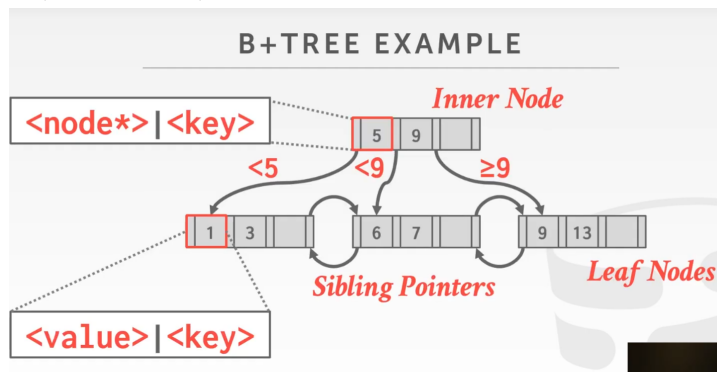 B+TREE EXAMPLE
Inner Node
<node*>|<key>
5 9
<5 <9 ≥9
1 3 6 7 9 13
Sibling Pointers
Leaf Nodes
<value>|<key>